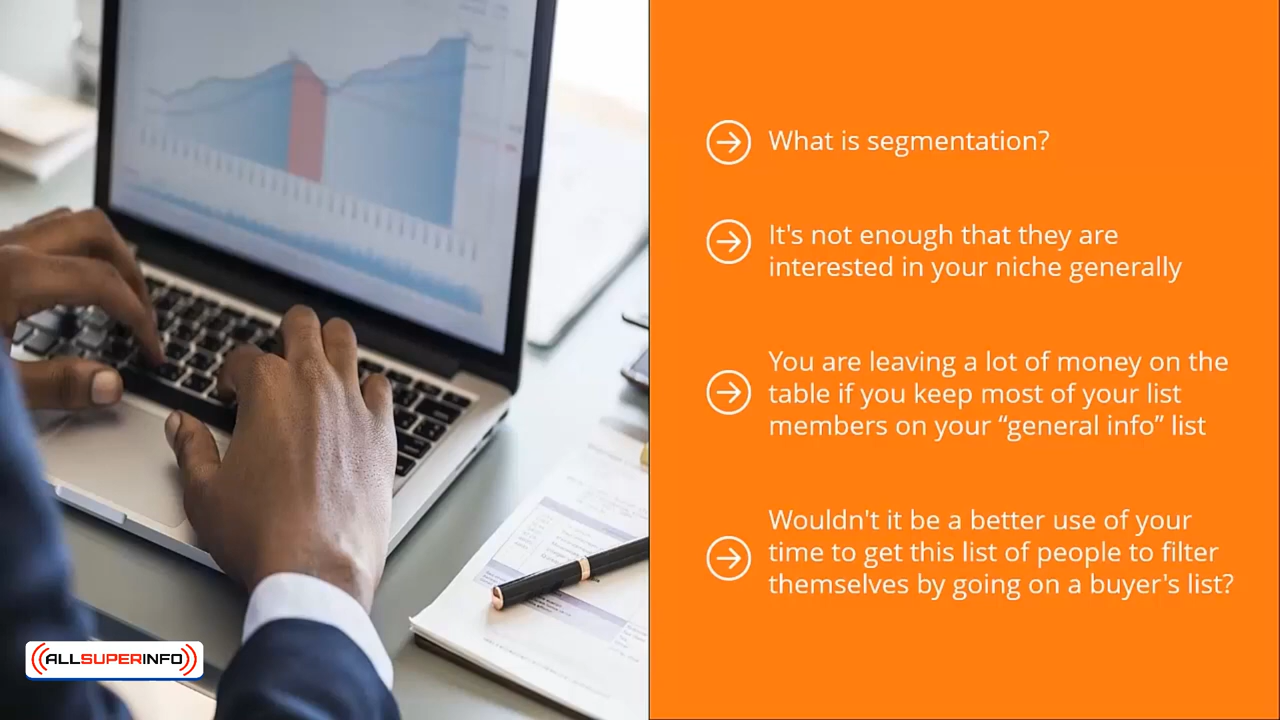 What is segmentation?
It's not enough that they are
interested in your niche generally
You are leaving a lot of money on the
table if you keep most of your list
members on your “general info” list
Wouldn't it be a better use of your
time to get this list of people to filter
themselves by going on a buyer's list?
ALLSUPERINFO